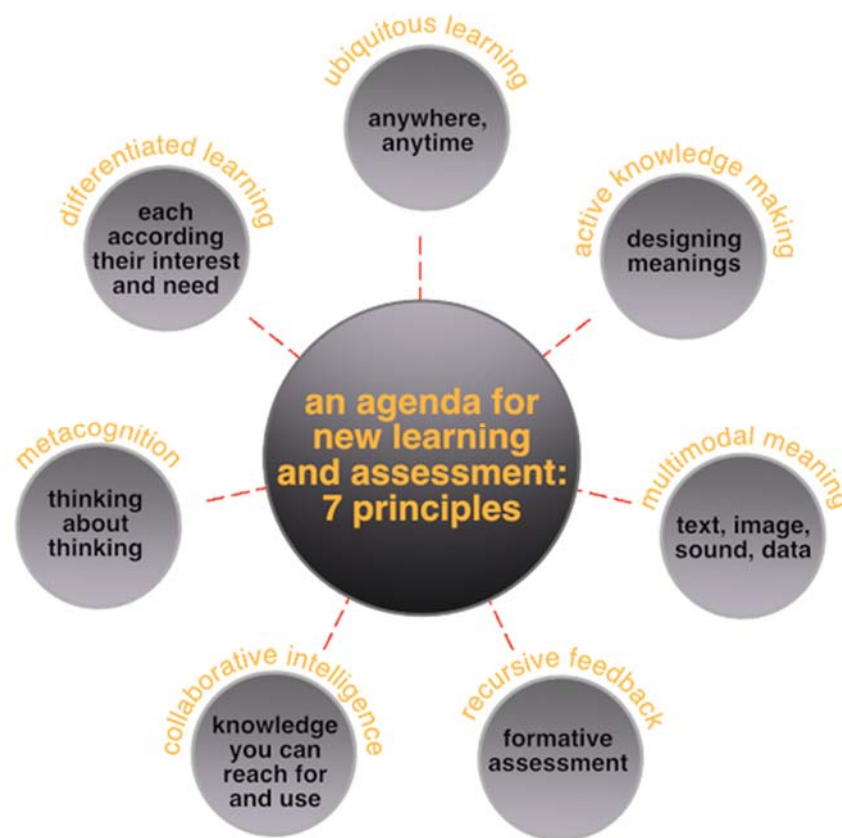 ubiquitous learning
anywhere,
anytime
active knowledge making
designing
meanings
multimodal meaning
text, image,
sound, data
recursive feedback
formative
assessment
collaborative intelligence
knowledge
you can
reach for
and use
metacognition
thinking
about
thinking
differentiated learning
each
according
their interest
and need
an agenda for
new learning
and assessment:
7 principles